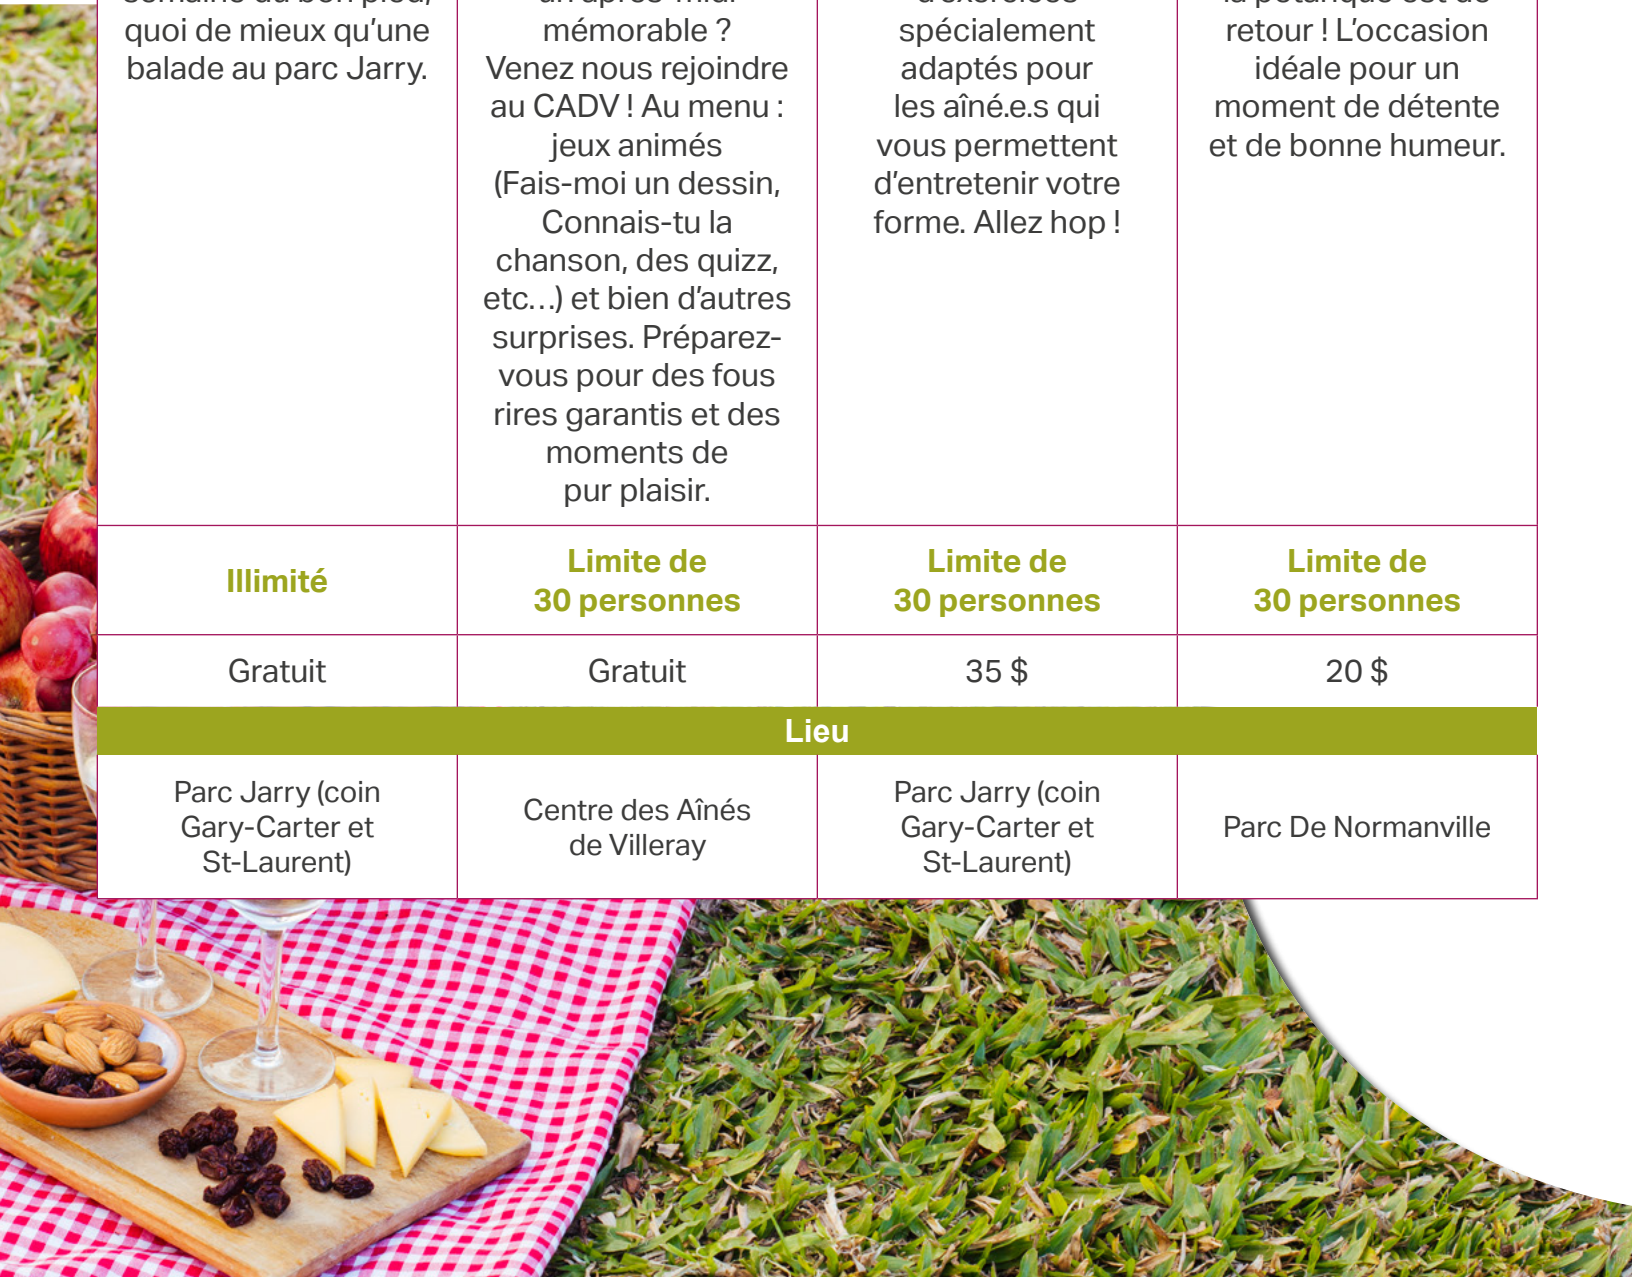 quoi de mieux qu’une
balade au parc Jarry.
mémorable ?
Venez nous rejoindre
au CADV ! Au menu :
jeux animés
(Fais-moi un dessin,
Connais-tu la
chanson, des quizz,
etc…) et bien d’autres
surprises. Préparez-
vous pour des fous
rires garantis et des
moments de
pur plaisir.
spécialement
adaptés pour
les aîné.e.s qui
vous permettent
d’entretenir votre
forme. Allez hop !
retour ! L’occasion
idéale pour un
moment de détente
et de bonne humeur.
Illimité
Limite de
30 personnes
Limite de
30 personnes
Limite de
30 personnes
Gratuit
Gratuit
35 $
20 $
Lieu
Parc Jarry (coin
Gary-Carter et
St-Laurent)
Centre des Aînés
de Villeray
Parc Jarry (coin
Gary-Carter et
St-Laurent)
Parc De Normanville